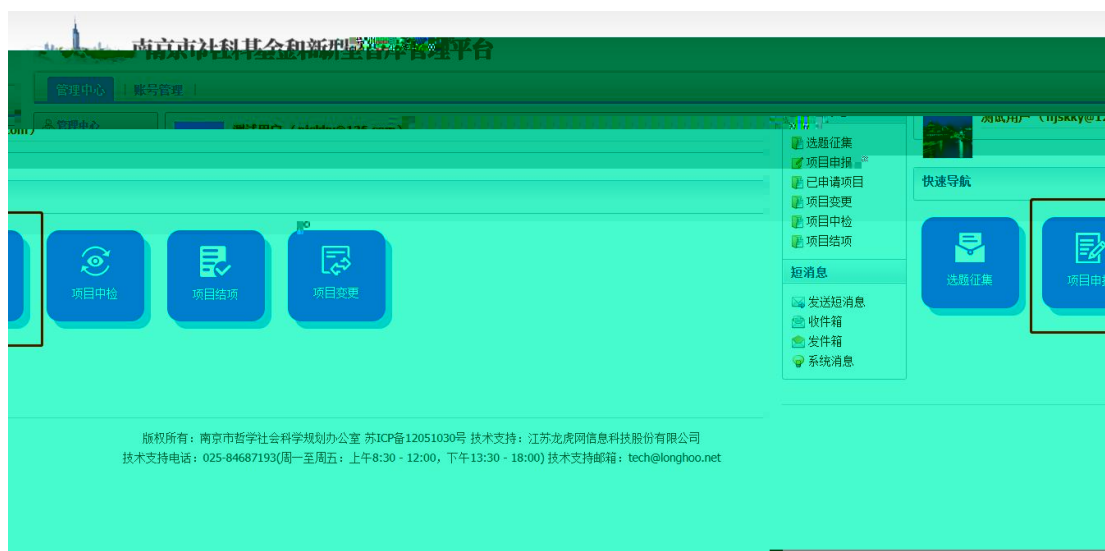 南京市社科基金和新型智库管理平台
管理中心 | 账号管理 |
管理中心
测试用户 (njskky@1
选题征集
项目申报
已申请项目
项目变更
项目中检
项目结项
短消息
发送短消息
收件箱
发件箱
系统消息
快速导航
项目中检
项目结项
项目变更
选题征集
项目申
版权所有：南京市哲学社会科学规划办公室 苏ICP备12051030号 技术支持：江苏龙虎网信息科技股份有限公司
技术支持电话：025-84687193(周一至周五：上午8:30 - 12:00，下午13:30 - 18:00) 技术支持邮箱：tech@longhoo.net